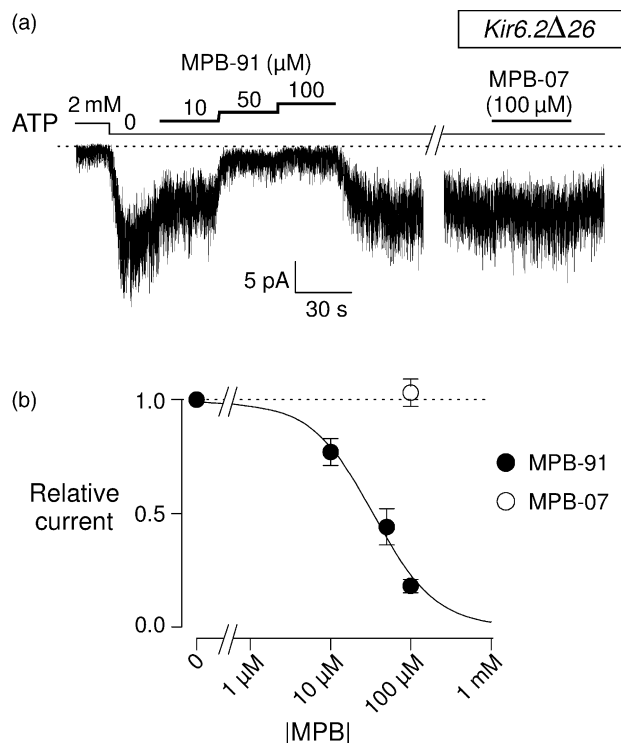 (a)
Kir6.2Δ26
MPB-91 (μM)
10 50 100
MPB-07
(100 μM)
2 mM 0
ATP
5 pA
30 s
(b)
1.0
0.5
0.0
Relative
current
MPB-91
MPB-07
0 1 μM 10 μM 100 μM 1 mM
|MPB|